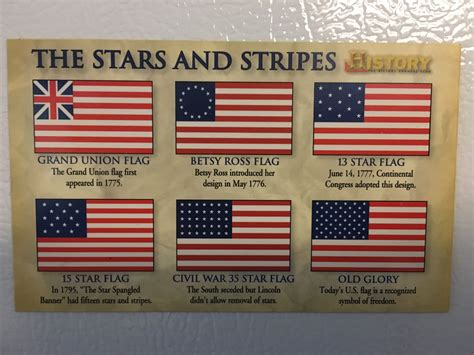 THE STARS AND STRIPES
HISTORY
GRAND UNION FLAG
The Grand Union flag first
appeared in 1775.
BETSY ROSS FLAG
Betsy Ross introduced her
design in May 1776.
13 STAR FLAG
June 14, 1777, Continental
Congress adopted this design.
15 STAR FLAG
In 1795, "The Star Spangled
Banner" had fifteen stars and stripes.
CIVIL WAR 35 STAR FLAG
The South seceded but Lincoln
didn't allow removal of stars.
OLD GLORY
Today's U.S. flag is a recognized
symbol of freedom.